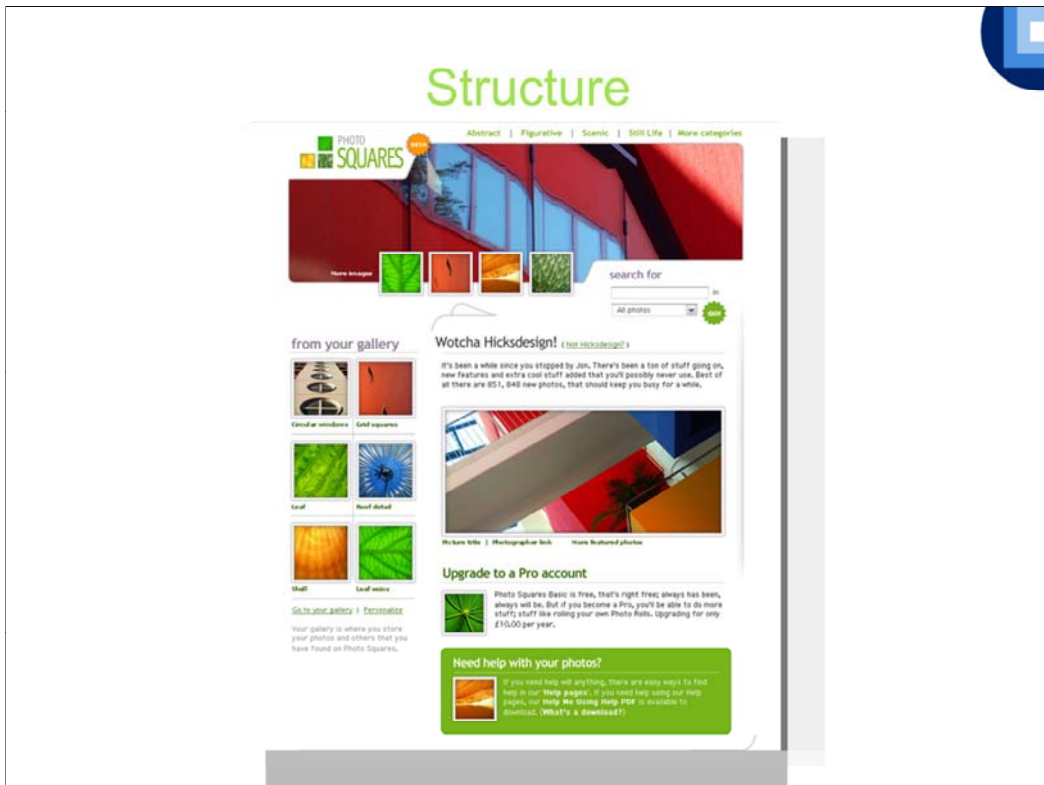 Structure
Abstract | Figurative | Scenic | Still Life | More categories
PHOTO
SQUARES
BETA
More images
search for
in
All photos
GO!
from your gallery
Circular windows Grid squares
Leaf Roof detail
Shell Leaf veins
Go to your gallery | Personalize
Your gallery is where you store
your photos and others that you
have found on Photo Squares.
Wotcha Hicksdesign! ( Not Hicksdesign? )
It's been a while since you stopped by Jon. There's been a ton of stuff going on,
new features and extra cool stuff added that you'll possibly never use. Best of
all there are 851, 848 new photos, that should keep you busy for a while.
Picture title | Photographer link More featured photos
Upgrade to a Pro account
Photo Squares Basic is free, that's right free; always has been,
always will be. But if you become a Pro, you'll be able to do more
stuff; stuff like rolling your own Photo Rolls. Upgrading for only
£10.00 per year.
Need help with your photos?
If you need help will anything, there are easy ways to find
help in our 'Help pages'. If you need help using our Help
pages, our Help Me Using Help PDF is available to
download. (What's a download?)